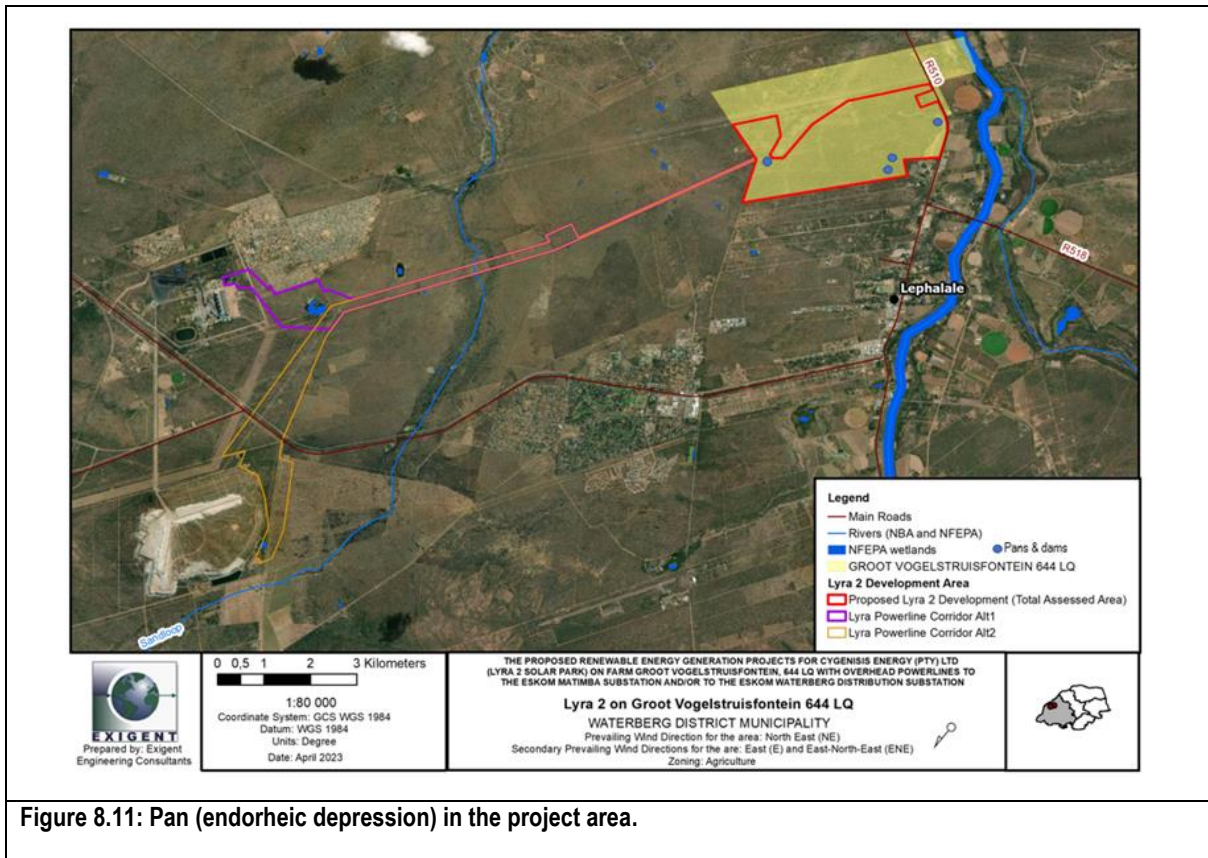 R510
R518
Lephalale
Sandloop
Legend
Main Roads
Rivers (NBA and NFEPA)
NFEPA wetlands
Pans & dams
GROOT VOGELSTRUISFONTEIN 644 LQ
Lyra 2 Development Area
Proposed Lyra 2 Development (Total Assessed Area)
Lyra Powerline Corridor Alt1
Lyra Powerline Corridor Alt2
EXIGENT
Prepared by: Exigent
Engineering Consultants
0 0,5 1 2 3 Kilometers
1:80 000
Coordinate System: GCS WGS 1984
Datum: WGS 1984
Units: Degree
Date: April 2023
THE PROPOSED RENEWABLE ENERGY GENERATION PROJECTS FOR CYGENISIS ENERGY (PTY) LTD
(LYRA 2 SOLAR PARK) ON FARM GROOT VOGELSTRUISFONTEIN, 644 LQ WITH OVERHEAD POWERLINES TO
THE ESKOM MATIMBA SUBSTATION AND/OR TO THE ESKOM WATERBERG DISTRIBUTION SUBSTATION
Lyra 2 on Groot Vogelstruisfontein 644 LQ
WATERBERG DISTRICT MUNICIPALITY
Prevailing Wind Direction for the area: North East (NE)
Secondary Prevailing Wind Directions for the are: East (E) and East-North-East (ENE)
Zoning: Agriculture
Figure 8.11: Pan (endorheic depression) in the project area.